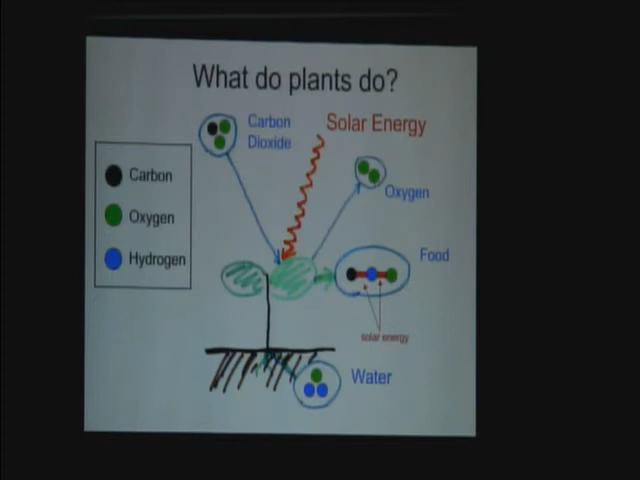 What do plants do?
Carbon
Dioxide
Solar Energy
Carbon
Oxygen
Oxygen
Hydrogen
Food
solar energy
Water